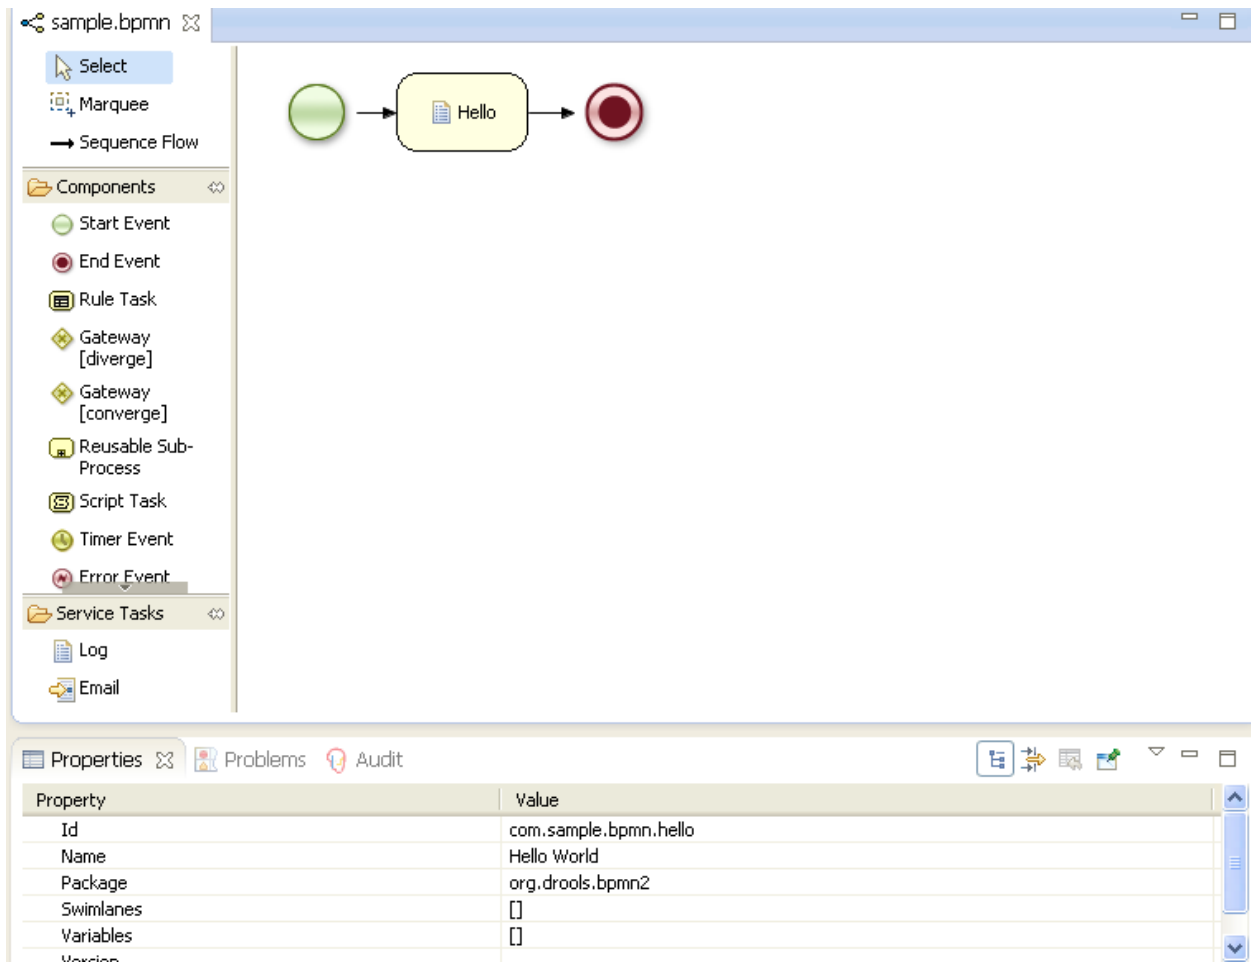 sample.bpmn
Select
Marquee
Sequence Flow
Components
Start Event
End Event
Rule Task
Gateway
[diverge]
Gateway
[converge]
Reusable Sub-
Process
Script Task
Timer Event
Error Event
Service Tasks
Log
Email
Hello
Properties Problems Audit
Property Value
Id com.sample.bpmn.hello
Name Hello World
Package org.drools.bpmn2
Swimlanes []
Variables []
Version